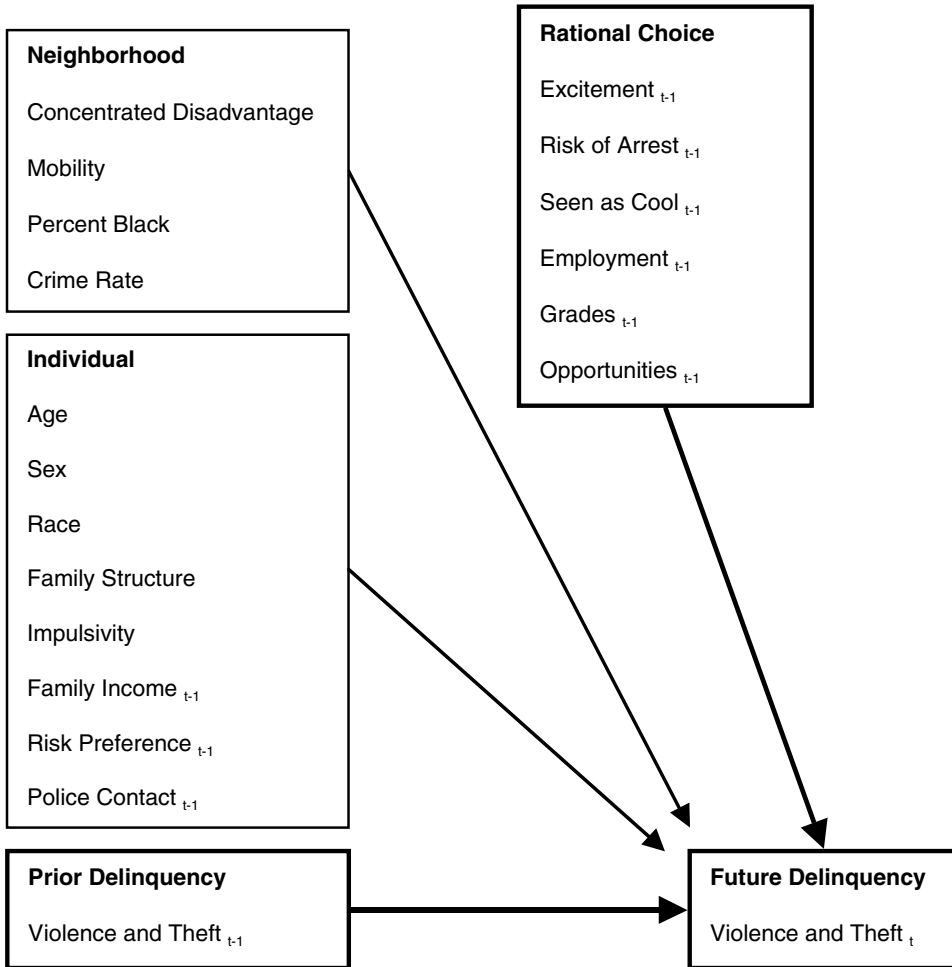 Neighborhood
Concentrated Disadvantage
Mobility
Percent Black
Crime Rate
Individual
Age
Sex
Race
Family Structure
Impulsivity
Family Income t-1
Risk Preference t-1
Police Contact t-1
Prior Delinquency
Violence and Theft t-1
Rational Choice
Excitement t-1
Risk of Arrest t-1
Seen as Cool t-1
Employment t-1
Grades t-1
Opportunities t-1
Future Delinquency
Violence and Theft t